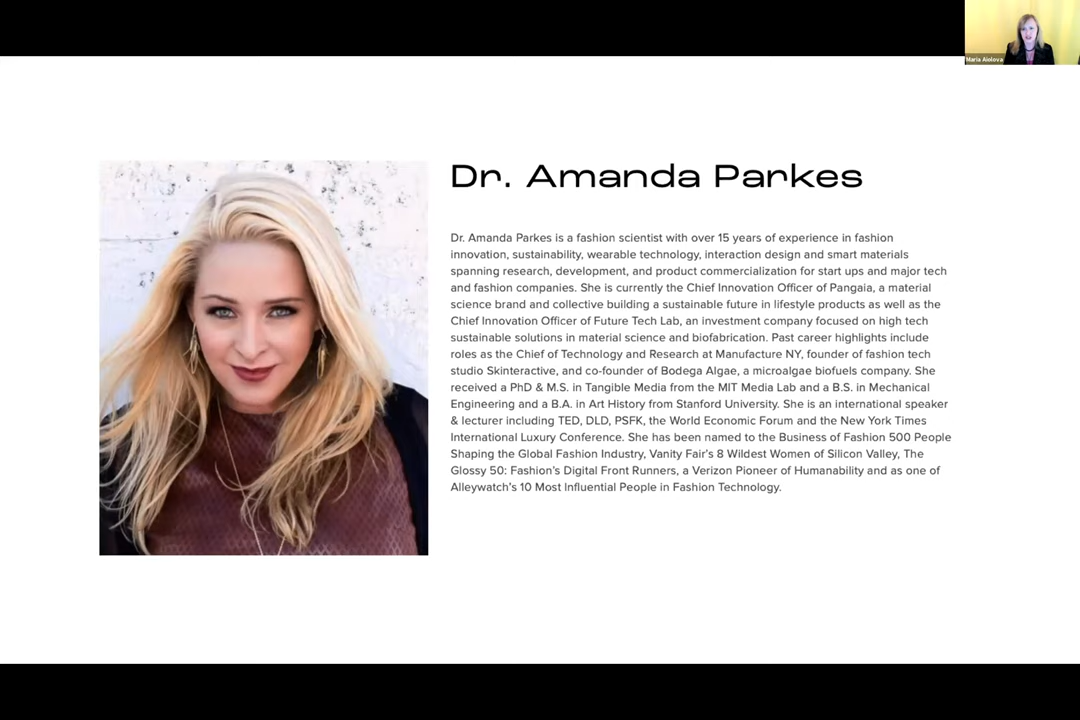 Maria Aiolova
Dr. Amanda Parkes
Dr. Amanda Parkes is a fashion scientist with over 15 years of experience in fashion
innovation, sustainability, wearable technology, interaction design and smart materials
spanning research, development, and product commercialization for start ups and major tech
and fashion companies. She is currently the Chief Innovation Officer of Pangaia, a material
science brand and collective building a sustainable future in lifestyle products as well as the
Chief Innovation Officer of Future Tech Lab, an investment company focused on high tech
sustainable solutions in material science and biofabrication. Past career highlights include
roles as the Chief of Technology and Research at Manufacture NY, founder of fashion tech
studio Skinteractive, and co-founder of Bodega Algae, a microalgae biofuels company. She
received a PhD & M.S. in Tangible Media from the MIT Media Lab and a B.S. in Mechanical
Engineering and a B.A. in Art History from Stanford University. She is an international speaker
& lecturer including TED, DLD, PSFK, the World Economic Forum and the New York Times
International Luxury Conference. She has been named to the Business of Fashion 500 People
Shaping the Global Fashion Industry, Vanity Fair's 8 Wildest Women of Silicon Valley, The
Glossy 50: Fashion's Digital Front Runners, a Verizon Pioneer of Humanability and as one of
Alleywatch's 10 Most Influential People in Fashion Technology.